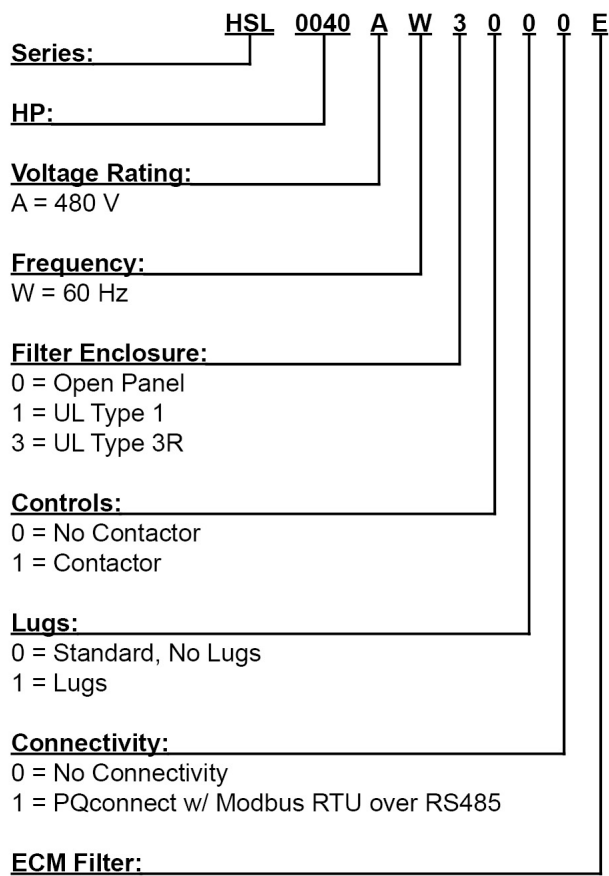 HSL 0040 A W 3 0 0 0 E
Series:
HP:
Voltage Rating:
A = 480 V
Frequency:
W = 60 Hz
Filter Enclosure:
0 = Open Panel
1 = UL Type 1
3 = UL Type 3R
Controls:
0 = No Contactor
1 = Contactor
Lugs:
0 = Standard, No Lugs
1 = Lugs
Connectivity:
0 = No Connectivity
1 = PQconnect w/ Modbus RTU over RS485
ECM Filter: